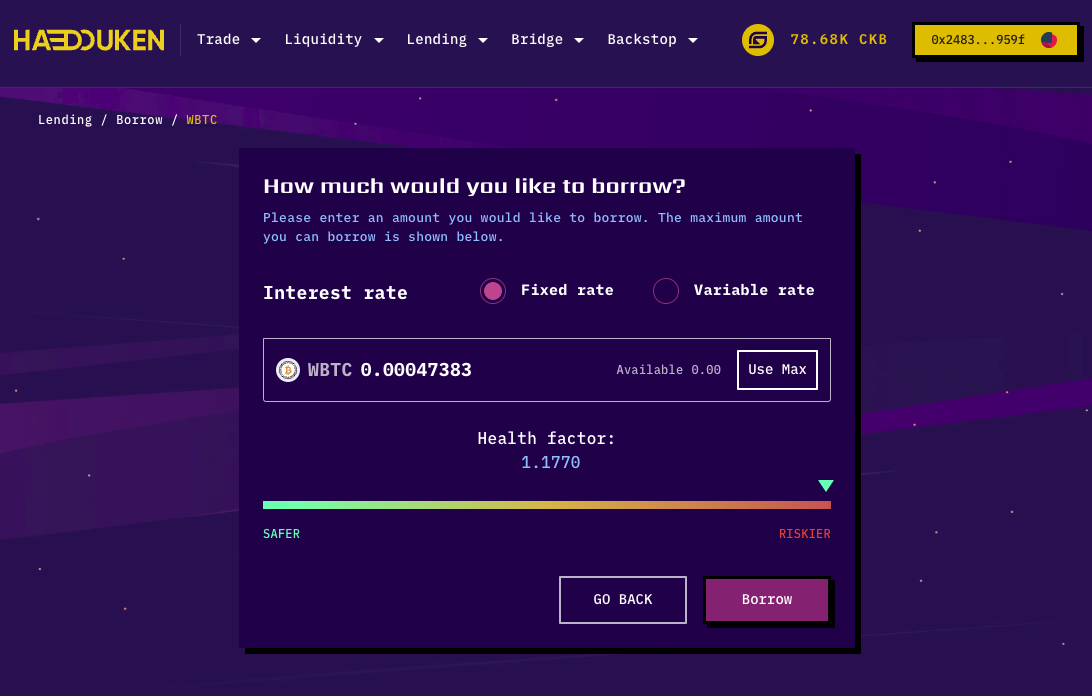 HADOUKEN
Trade Liquidity Lending Bridge Backstop 78.68K CKB 0x2483...959f
Lending / Borrow / WBTC
How much would you like to borrow?
Please enter an amount you would like to borrow. The maximum amount
you can borrow is shown below.
Interest rate Fixed rate Variable rate
WBTC 0.00047383 Available 0.00 Use Max
Health factor:
1.1770
SAFER RISKIER
GO BACK Borrow